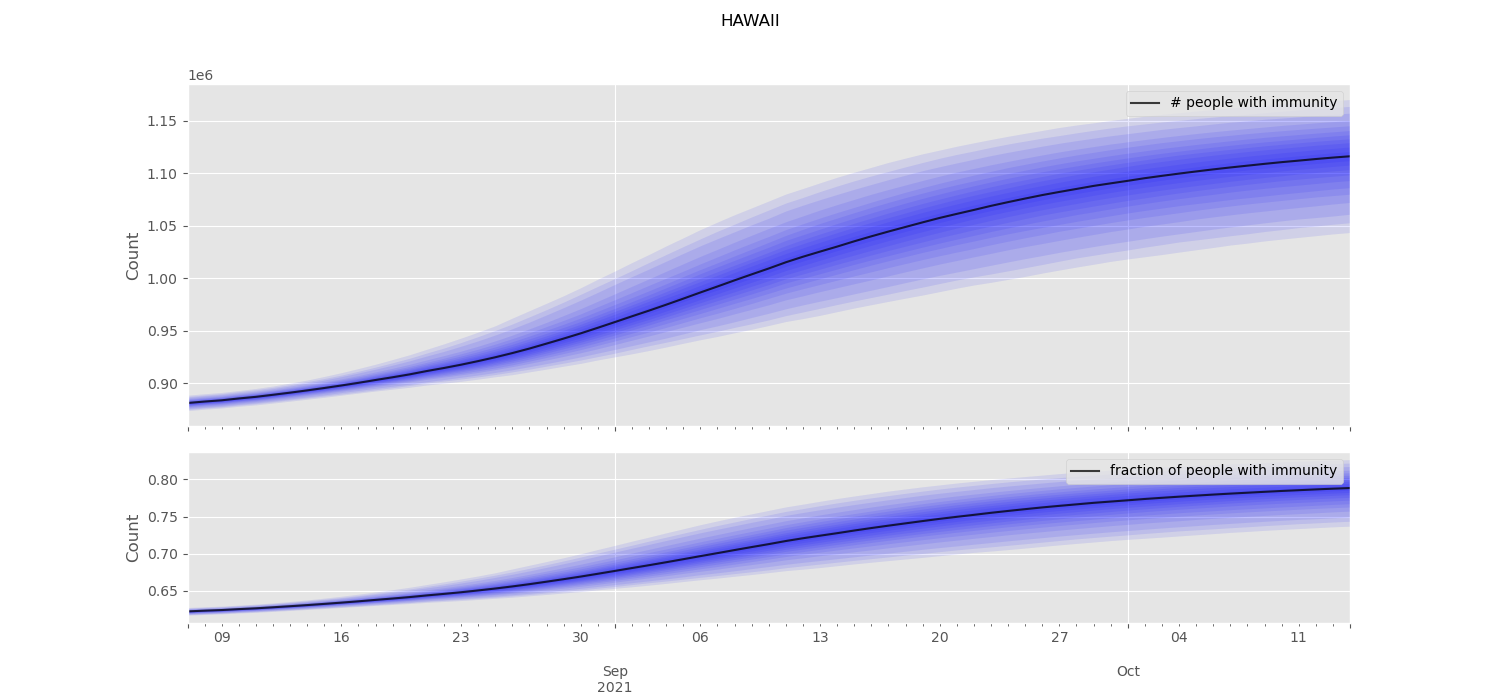 HAWAII
1e6
# people with immunity
1.15
1.10
1.05
1.00
0.95
0.90
Count
fraction of people with immunity
0.80
0.75
0.70
0.65
Count
09 16 23 30 06 13 20 27 04 11
Sep Oct
2021